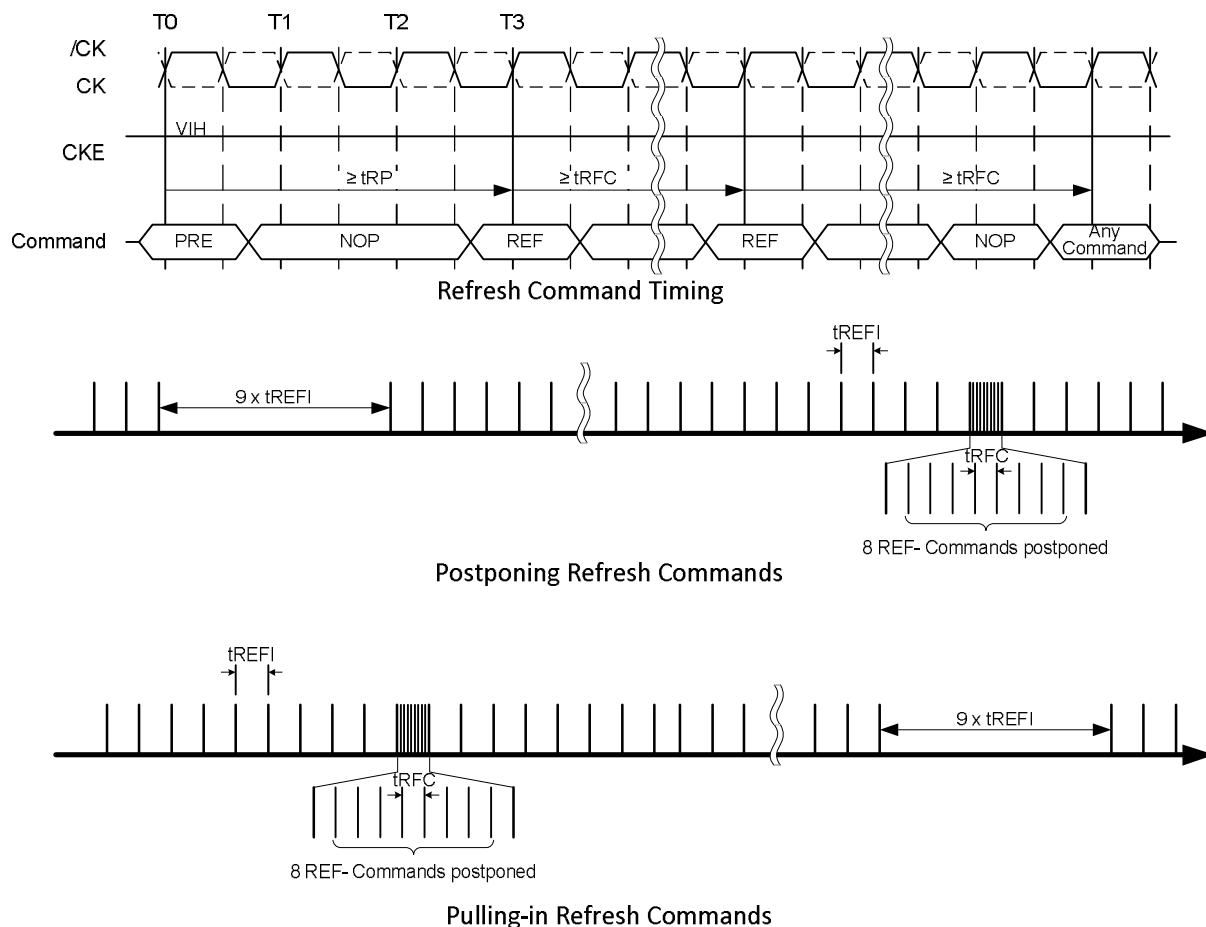 T0 T1 T2 T3
/CK
CK
VIH
CKE
≥ tRP ≥ tRFC ≥ tRFC
Command PRE NOP REF REF NOP Any
Command
Refresh Command Timing
tREFI
9 x tREFI
tRFC
8 REF- Commands postponed
Postponing Refresh Commands
tREFI
9 x tREFI
tRFC
8 REF- Commands postponed
Pulling-in Refresh Commands